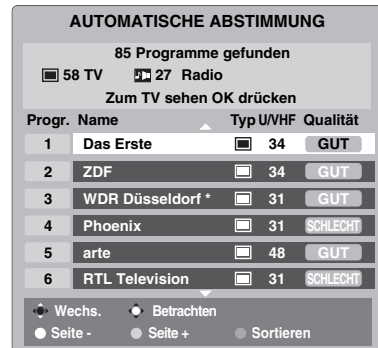 AUTOMATISCHE ABSTIMMUNG
85 Programme gefunden
58 TV 27 Radio
Zum TV sehen OK drücken
Progr. Name Typ U/VHF Qualität
1 Das Erste 34 GUT
2 ZDF 34 GUT
3 WDR Düsseldorf * 31 GUT
4 Phoenix 31 SCHLECHT
5 arte 48 GUT
6 RTL Television 31 SCHLECHT
Wechs. Betrachten
Seite - Seite + Sortieren